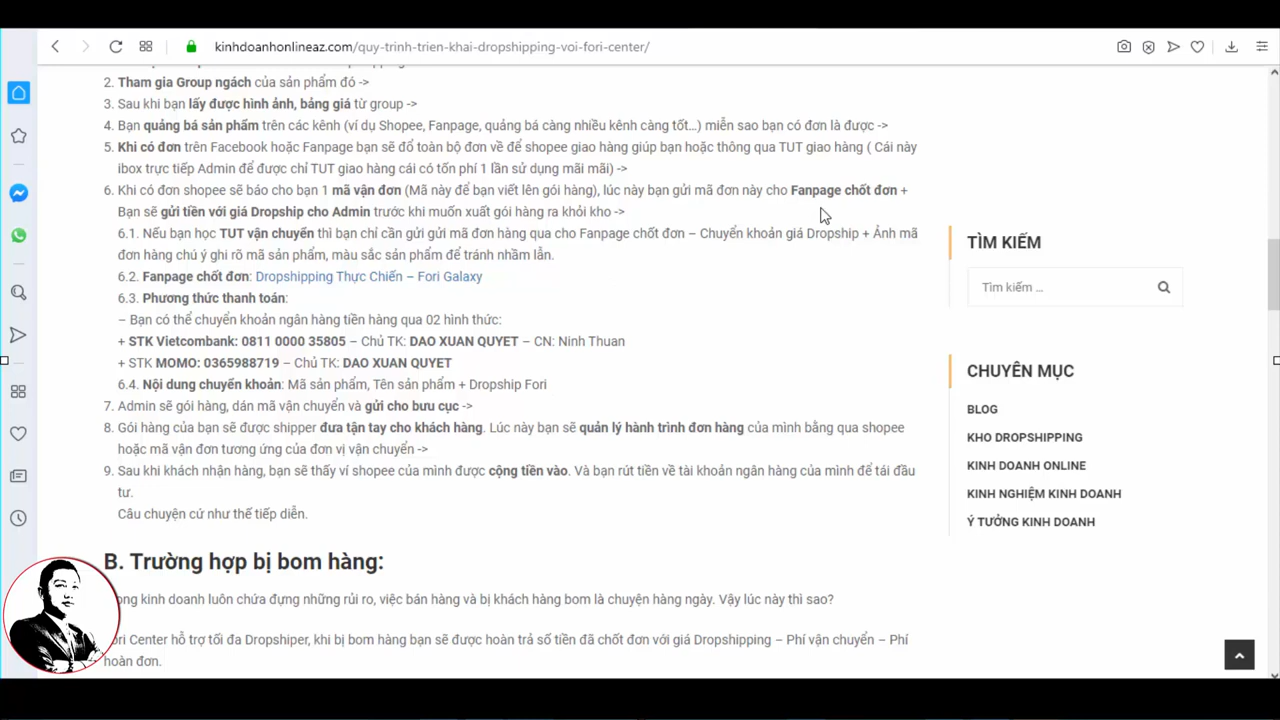 kinhdoanhonlineaz.com/quy-trinh-trien-khai-dropshipping-voi-fori-center/
2. Tham gia Group ngách của sản phẩm đó ->
3. Sau khi bạn lấy được hình ảnh, bảng giá từ group ->
4. Bạn quảng bá sản phẩm trên các kênh (ví dụ Shopee, Fanpage, quảng bá càng nhiều kênh càng tốt…) miễn sao bạn có đơn là được ->
5. Khi có đơn trên Facebook hoặc Fanpage bạn sẽ đổ toàn bộ đơn về để shopee giao hàng giúp bạn hoặc thông qua TUT giao hàng ( Cái này
ibox trực tiếp Admin để được chỉ TUT giao hàng cái có tốn phí 1 lần sử dụng mãi mãi) ->
6. Khi có đơn shopee sẽ báo cho bạn 1 mã vận đơn (Mã này để bạn viết lên gói hàng), lúc này bạn gửi mã đơn này cho Fanpage chốt đơn +
Bạn sẽ gửi tiền với giá Dropship cho Admin trước khi muốn xuất gói hàng ra khỏi kho ->
6.1. Nếu bạn học TUT vận chuyển thì bạn chỉ cần gửi gửi mã đơn hàng qua cho Fanpage chốt đơn – Chuyển khoản giá Dropship + Ảnh mã
đơn hàng chú ý ghi rõ mã sản phẩm, màu sắc sản phẩm để tránh nhầm lẫn.
6.2. Fanpage chốt đơn: Dropshipping Thực Chiến – Fori Galaxy
6.3. Phương thức thanh toán:
– Bạn có thể chuyển khoản ngân hàng tiền hàng qua 02 hình thức:
+ STK Vietcombank: 0811 0000 35805 – Chủ TK: DAO XUAN QUYET – CN: Ninh Thuan
+ STK MOMO: 0365988719 – Chủ TK: DAO XUAN QUYET
6.4. Nội dung chuyển khoản: Mã sản phẩm, Tên sản phẩm + Dropship Fori
7. Admin sẽ gói hàng, dán mã vận chuyển và gửi cho bưu cục ->
8. Gói hàng của bạn sẽ được shipper đưa tận tay cho khách hàng. Lúc này bạn sẽ quản lý hành trình đơn hàng của mình bằng qua shopee
hoặc mã vận đơn tương ứng của đơn vị vận chuyển ->
9. Sau khi khách nhận hàng, bạn sẽ thấy ví shopee của mình được cộng tiền vào. Và bạn rút tiền về tài khoản ngân hàng của mình để tái đầu
tư.
Câu chuyện cứ như thế tiếp diễn.
B. Trường hợp bị bom hàng:
ong kinh doanh luôn chứa đựng những rủi ro, việc bán hàng và bị khách hàng bom là chuyện hàng ngày. Vậy lúc này thì sao?
ori Center hỗ trợ tối đa Dropshiper, khi bị bom hàng bạn sẽ được hoàn trả số tiền đã chốt đơn với giá Dropshipping – Phí vận chuyển – Phí
hoàn đơn.
TÌM KIẾM
Tìm kiếm …
CHUYÊN MỤC
BLOG
KHO DROPSHIPPING
KINH DOANH ONLINE
KINH NGHIỆM KINH DOANH
Ý TƯỞNG KINH DOANH